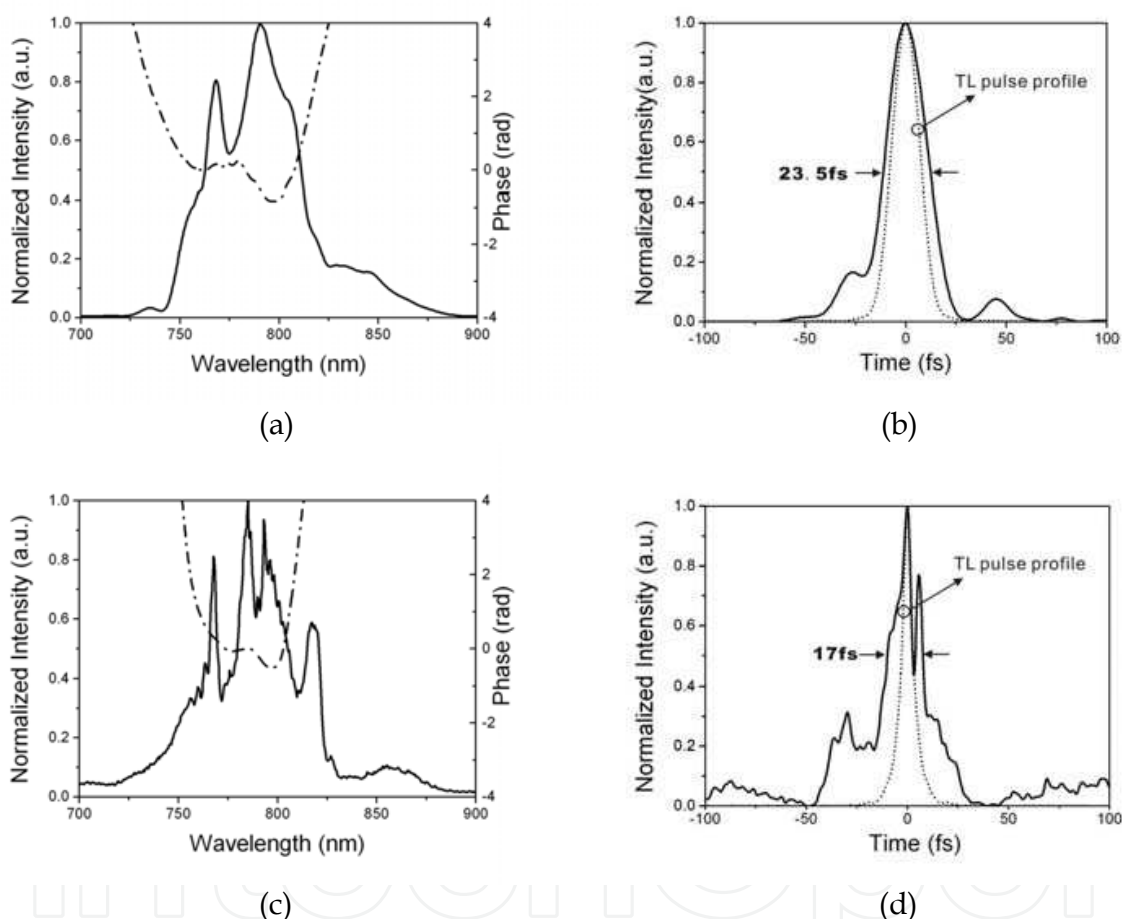 1.0
0.8
0.6
0.4
0.2
0.0
4
2
0
-2
-4
700 750 800 850 900
Normalized Intensity (a.u.)
Phase (rad)
Wavelength (nm)
(a)
1.0
0.8
0.6
0.4
0.2
0.0
-100 -50 0 50 100
Normalized Intensity(a.u.)
TL pulse profile
23. 5fs
Time (fs)
(b)
1.0
0.8
0.6
0.4
0.2
0.0
4
2
0
-2
-4
700 750 800 850 900
Normalized Intensity (a.u.)
Phase (rad)
Wavelength (nm)
(c)
1.0
0.8
0.6
0.4
0.2
0.0
-100 -50 0 50 100
Normalized Intensity (a.u.)
TL pulse profile
17fs
Time (fs)
(d)